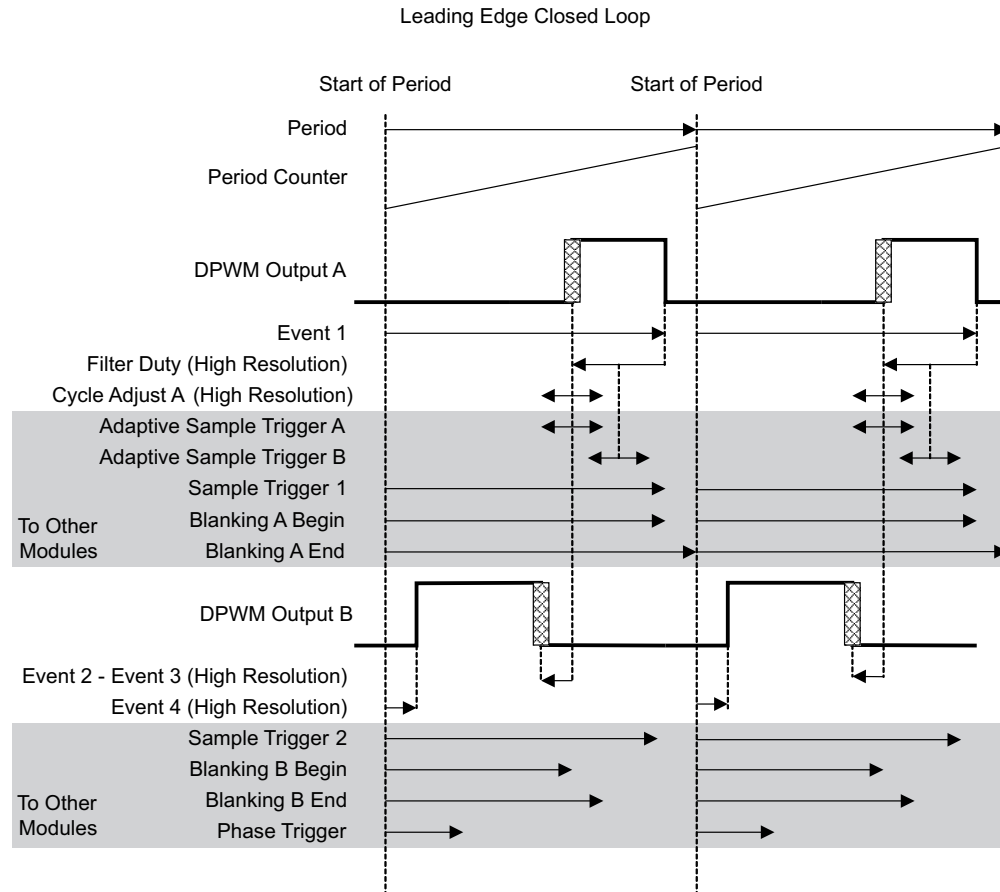 Leading Edge Closed Loop
Start of Period
Start of Period
Period
Period Counter
DPWM Output A
Event 1
Filter Duty (High Resolution)
Cycle Adjust A (High Resolution)
Adaptive Sample Trigger A
Adaptive Sample Trigger B
Sample Trigger 1
Blanking A Begin
Blanking A End
To Other
Modules
DPWM Output B
Event 2 - Event 3 (High Resolution)
Event 4 (High Resolution)
Sample Trigger 2
Blanking B Begin
Blanking B End
Phase Trigger
To Other
Modules